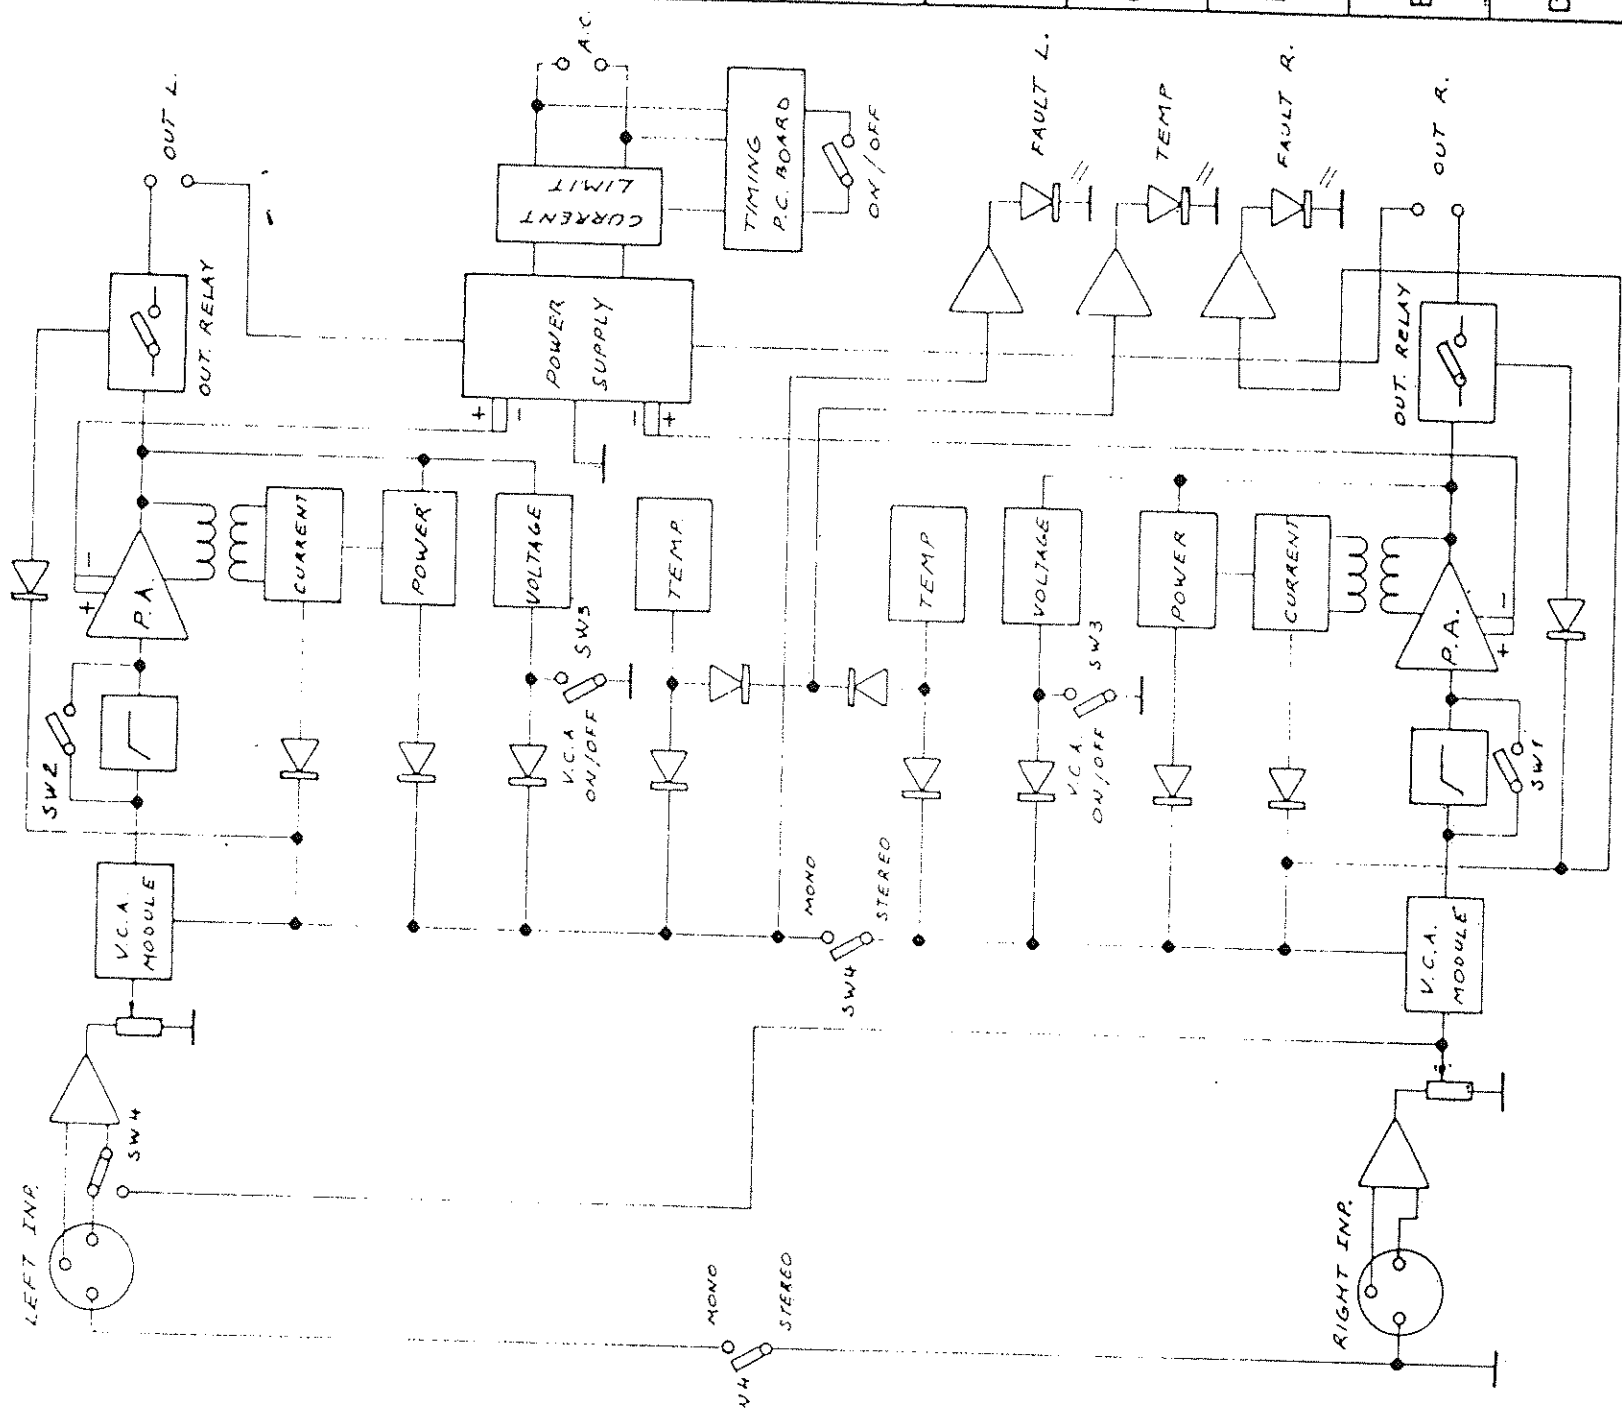 LEFT INP.
SW4
V.C.A
MODULE
SW2
P.A.
+
-
OUT. RELAY
OUT L.
CURRENT
POWER
VOLTAGE
SW3
V.C.A
ON/OFF
TEMP.
+
-
-
+
POWER
SUPPLY
CURRENT
LIMIT
A.C.
TIMING
P.C. BOARD
ON/OFF
FAULT L.
TEMP
FAULT R.
MONO
STEREO
SW4
TEMP
VOLTAGE
SW3
V.C.A.
ON/OFF
POWER
CURRENT
MONO
STEREO
W4
RIGHT INP.
V.C.A.
MODULE
SW1
P.A.
+
-
OUT. RELAY
OUT R.